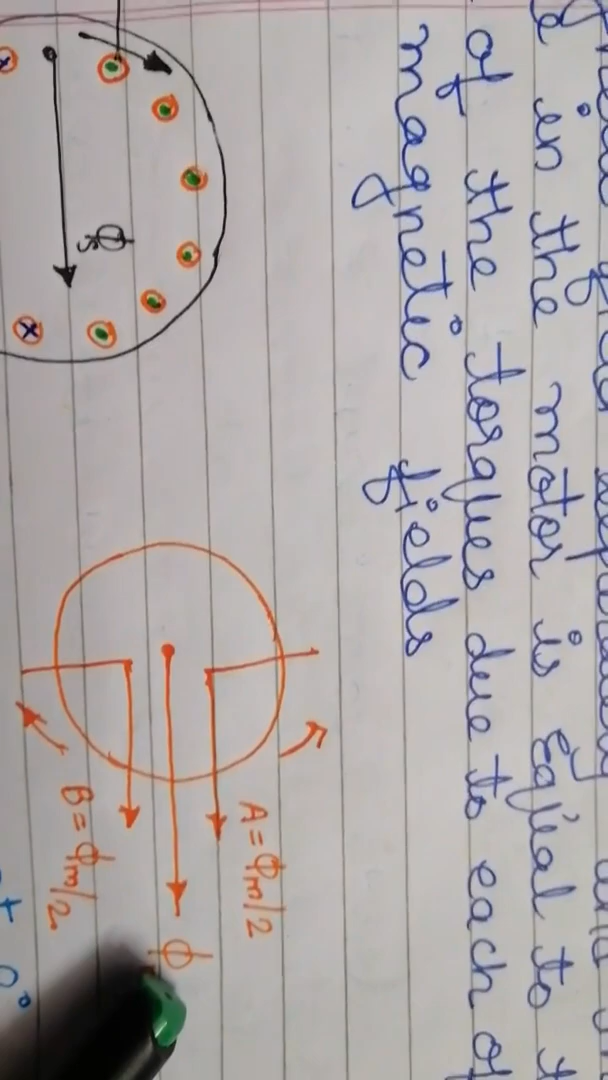 in the motor is Equal to
of the torques due to each of
magnetic fields
ϕs
A = ϕm/2
ϕ
B = ϕm/2